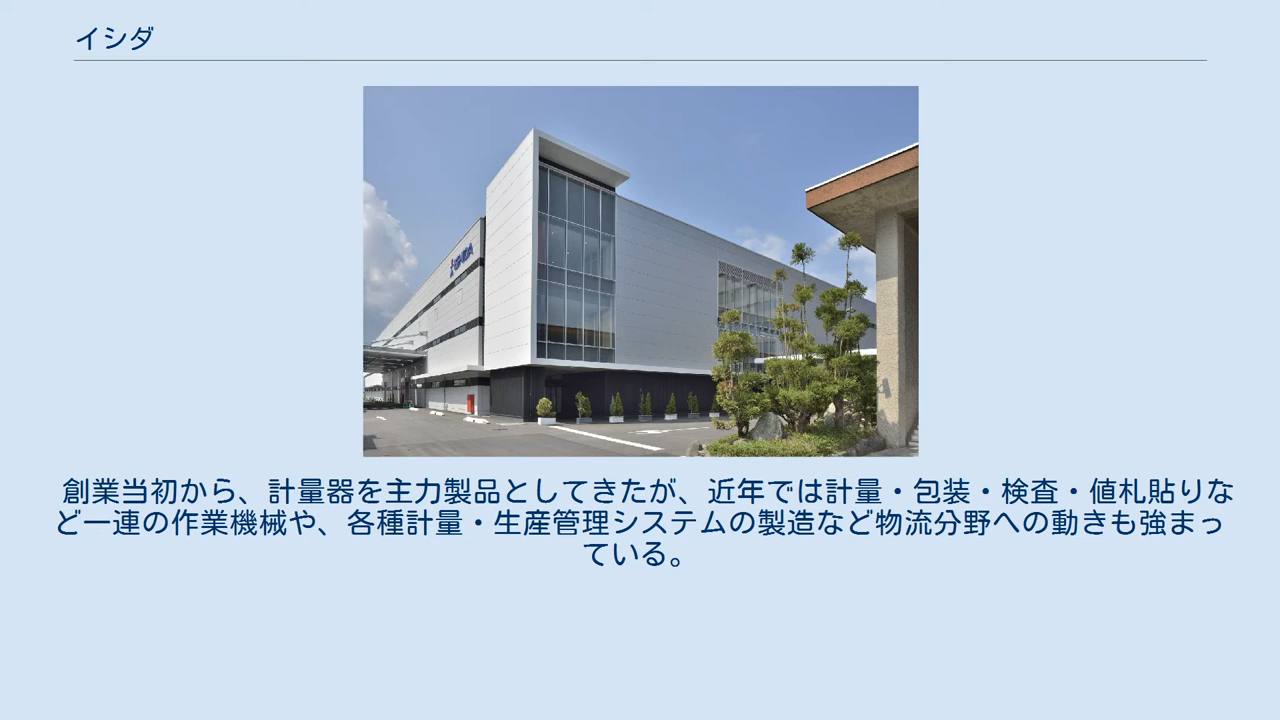 イシダ
ISHIDA
創業当初から、計量器を主力製品としてきたが、近年では計量・包装・検査・値札貼りな
ど一連の作業機械や、各種計量・生産管理システムの製造など物流分野への動きも強まっ
ている。